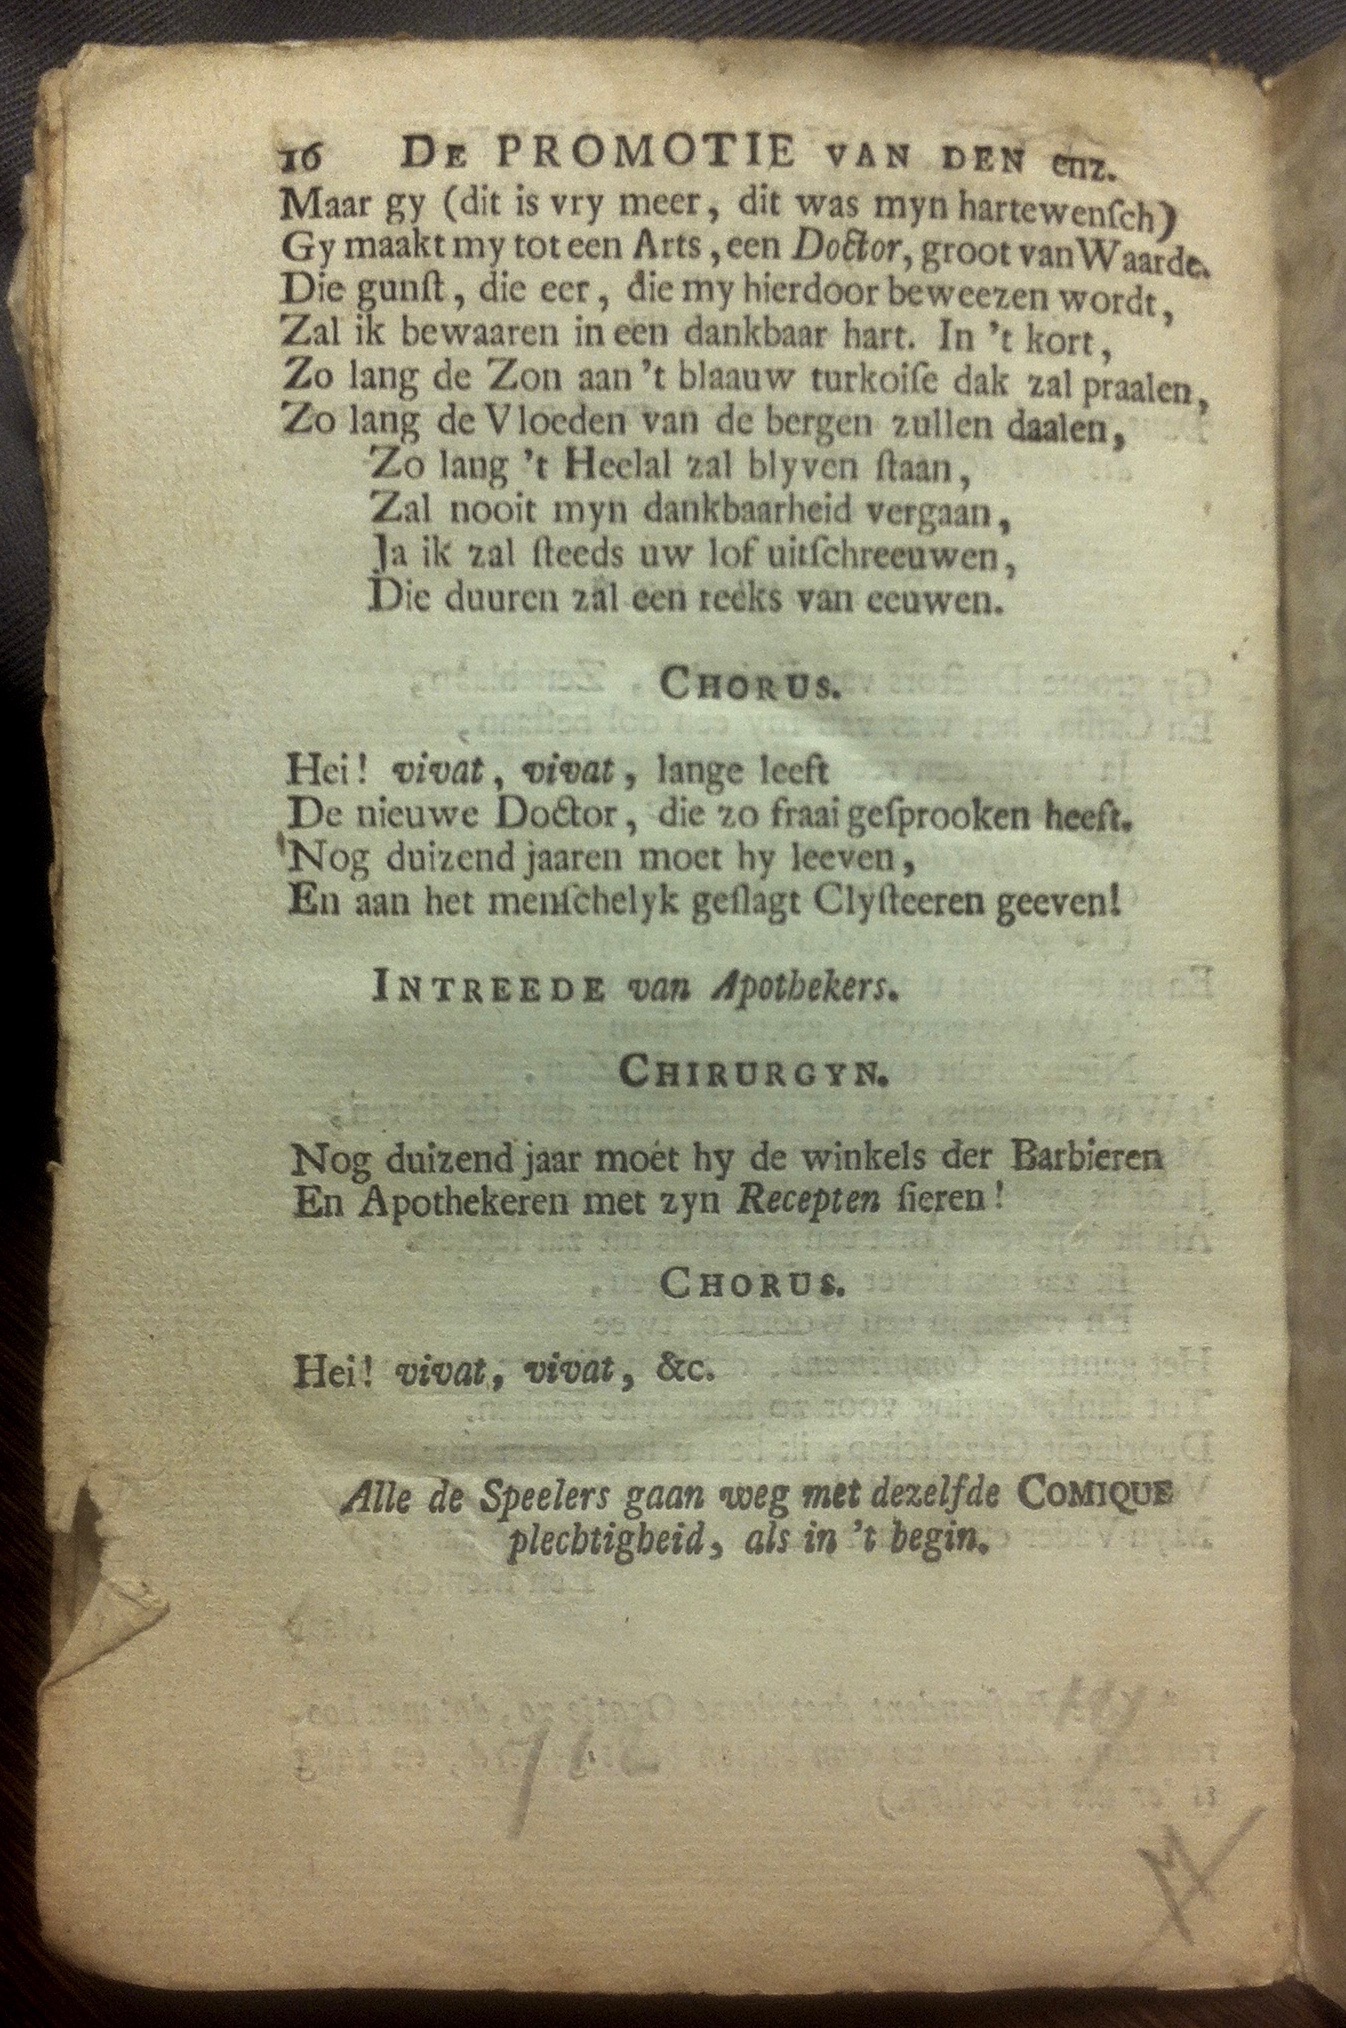 16 DE PROMOTIE VAN DEN enz.
Maar gy (dit is vry meer, dit was myn hartewenſch)
Gy maakt my tot een Arts, een Doctor, groot van Waarde.
Die gunſt, die eer, die my hierdoor beweezen wordt,
Zal ik bewaaren in een dankbaar hart. In 't kort,
Zo lang de Zon aan 't blaauw turkoiſe dak zal praalen,
Zo lang de Vloeden van de bergen zullen daalen,
Zo lang 't Heelal zal blyven ſtaan,
Zal nooit myn dankbaarheid vergaan,
Ja ik zal ſteeds uw lof uitſchreeuwen,
Die duuren zal een reeks van eeuwen.
CHORUS.
Hei! vivat, vivat, lange leeft
De nieuwe Doctor, die zo fraai geſprooken heeft.
Nog duizend jaaren moet hy leeven,
En aan het menſchelyk geſlagt Clyſteeren geeven!
INTREEDE van Apothekers.
CHIRURGYN.
Nog duizend jaar moet hy de winkels der Barbieren
En Apothekeren met zyn Recepten ſieren!
CHORUS.
Hei! vivat, vivat, &c.
Alle de Speelers gaan weg met dezelfde COMIQUE
plechtigheid, als in 't begin.